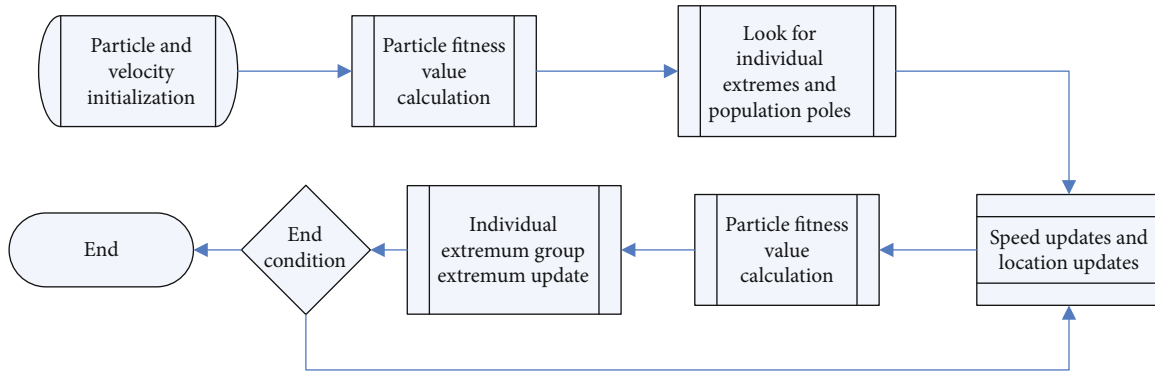 Particle and
velocity
initialization
Particle fitness
value
calculation
Look for
individual
extremes and
population poles
End
End
condition
Individual
extremum group
extremum update
Particle fitness
value
calculation
Speed updates and
location updates